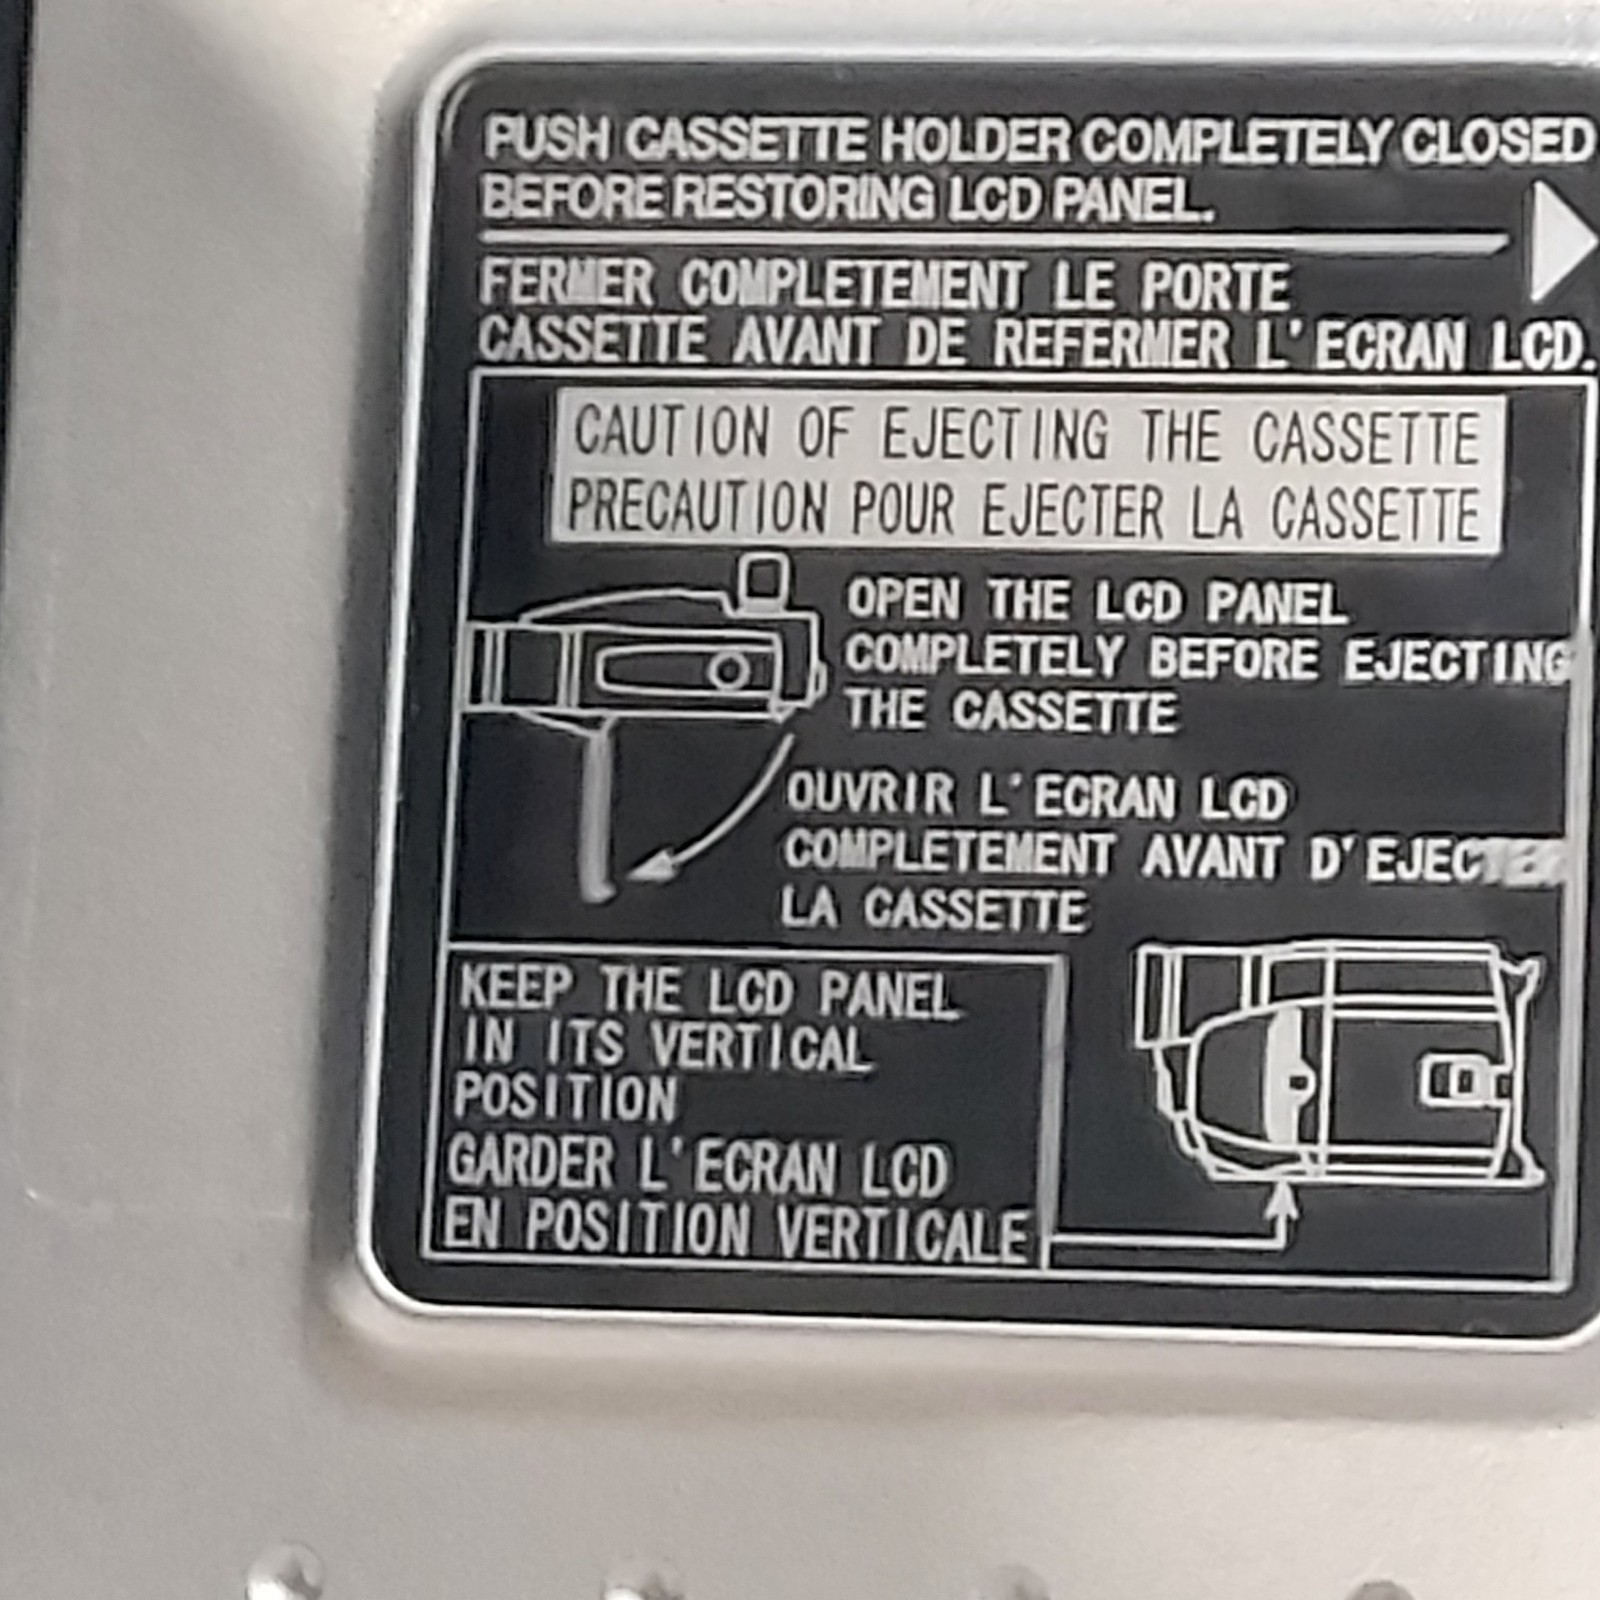 PUSH CASSETTE HOLDER COMPLETELY CLOSED
BEFORE RESTORING LCD PANEL.
FERMER COMPLETEMENT LE PORTE
CASSETTE AVANT DE REFERMER L'ECRAN LCD.
CAUTION OF EJECTING THE CASSETTE
PRECAUTION POUR EJECTER LA CASSETTE
OPEN THE LCD PANEL
COMPLETELY BEFORE EJECTING
THE CASSETTE
OUVRIR L'ECRAN LCD
COMPLETEMENT AVANT D'EJECTER
LA CASSETTE
KEEP THE LCD PANEL
IN ITS VERTICAL
POSITION
GARDER L'ECRAN LCD
EN POSITION VERTICALE